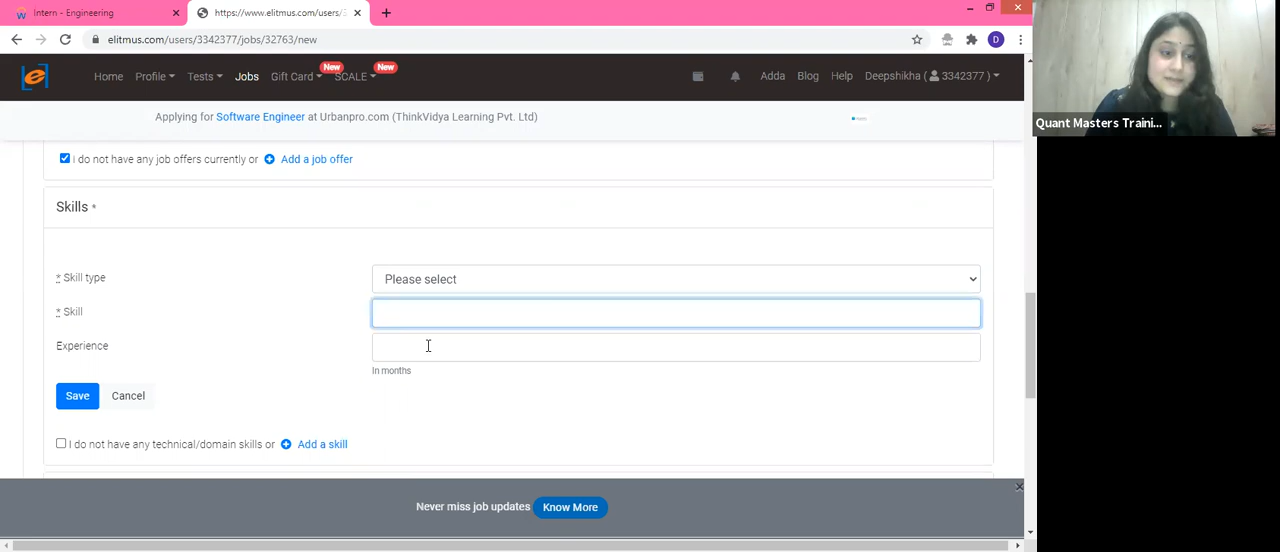 Intern - Engineering
https://www.elitmus.com/users/3
elitmus.com/users/3342377/jobs/32763/new
D
New
New
Home Profile Tests Jobs Gift Card SCALE Adda Blog Help Deepshikha ( 3342377 )
Applying for Software Engineer at Urbanpro.com (ThinkVidya Learning Pvt. Ltd)
Quant Masters Traini...
i do not have any job offers currently or Add a job offer
Skills *
* Skill type Please select
* Skill
Experience
In months
Save Cancel
I do not have any technical/domain skills or Add a skill
Never miss job updates Know More